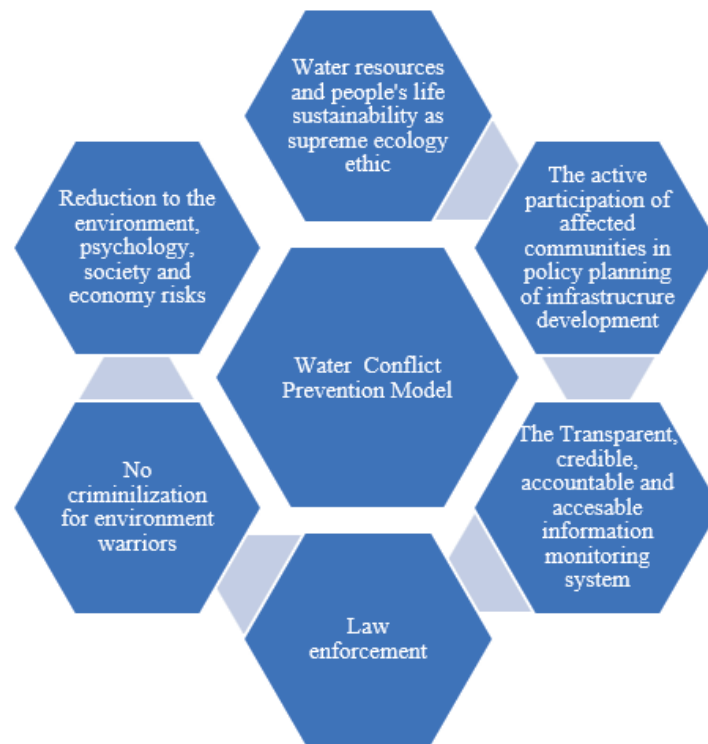 Water resources
and people's life
sustainability as
supreme ecology
ethic
The active
participation of
affected
communities in
policy planning
of infrastrucrure
development
The Transparent,
credible,
accountable and
accesable
information
monitoring
system
Law
enforcement
No
criminilization
for environment
warriors
Reduction to the
environment,
psychology,
society and
economy risks
Water Conflict
Prevention Model